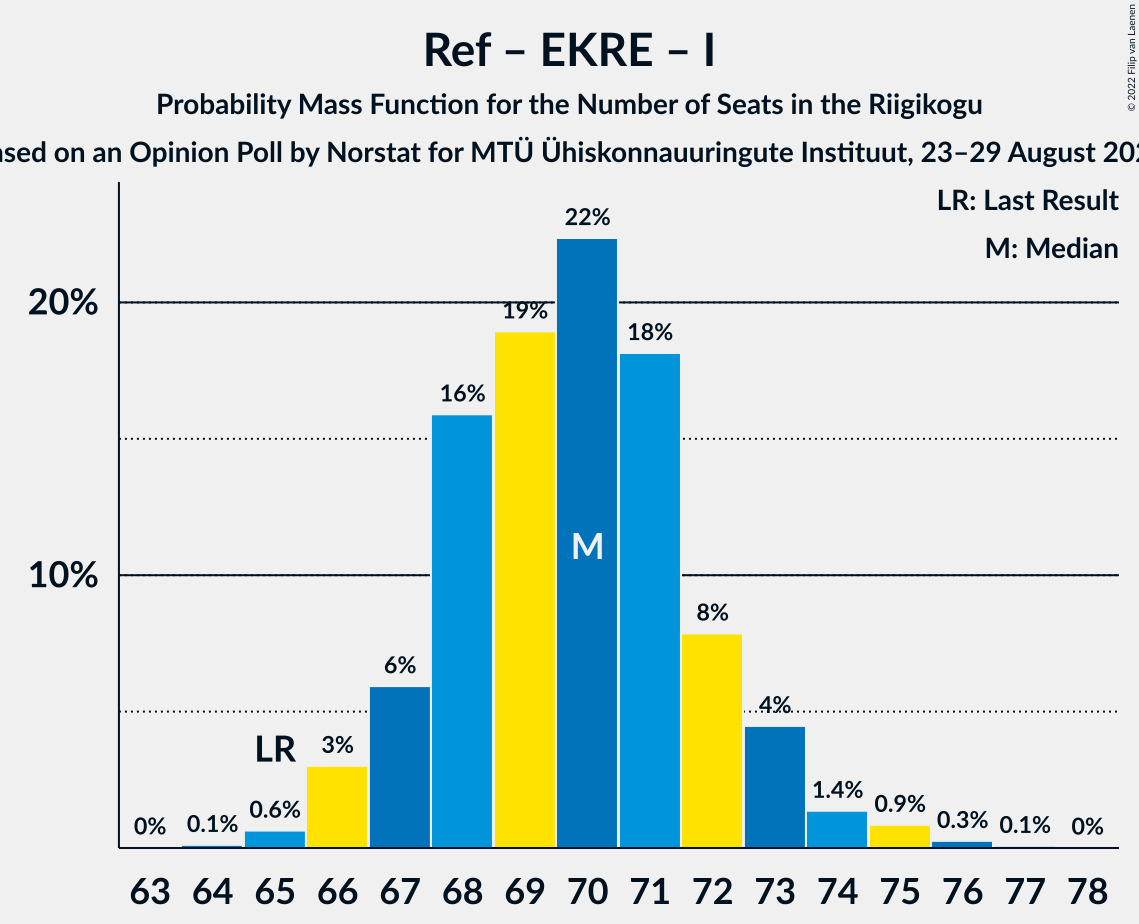 Ref – EKRE – I
Probability Mass Function for the Number of Seats in the Riigikogu
on an Opinion Poll by Norstat for MTÜ Ühiskonnauuringute Instituut, 23–29 August
© 2022 Filip van Laenen
LR: Last Result
M: Median
20%
10%
0%
0.1%
0.6%
LR
3%
6%
16%
19%
22%
M
18%
8%
4%
1.4%
0.9%
0.3%
0.1%
0%
63 64 65 66 67 68 69 70 71 72 73 74 75 76 77 78